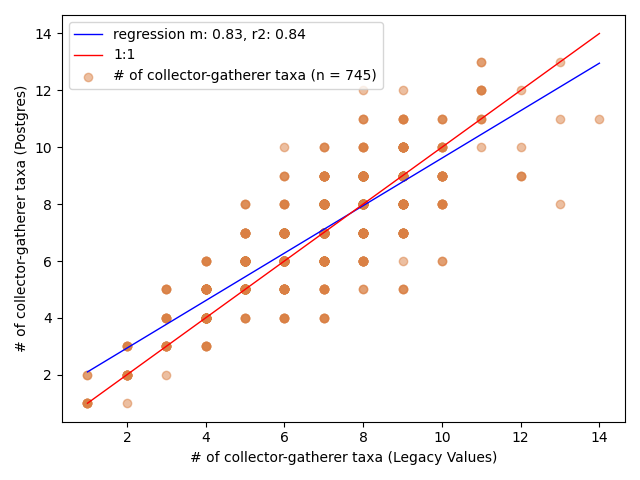 regression m: 0.83, r2: 0.84
1:1
# of collector-gatherer taxa (n = 745)
# of collector-gatherer taxa (Postgres)
14
12
10
8
6
4
2
2 4 6 8 10 12 14
# of collector-gatherer taxa (Legacy Values)